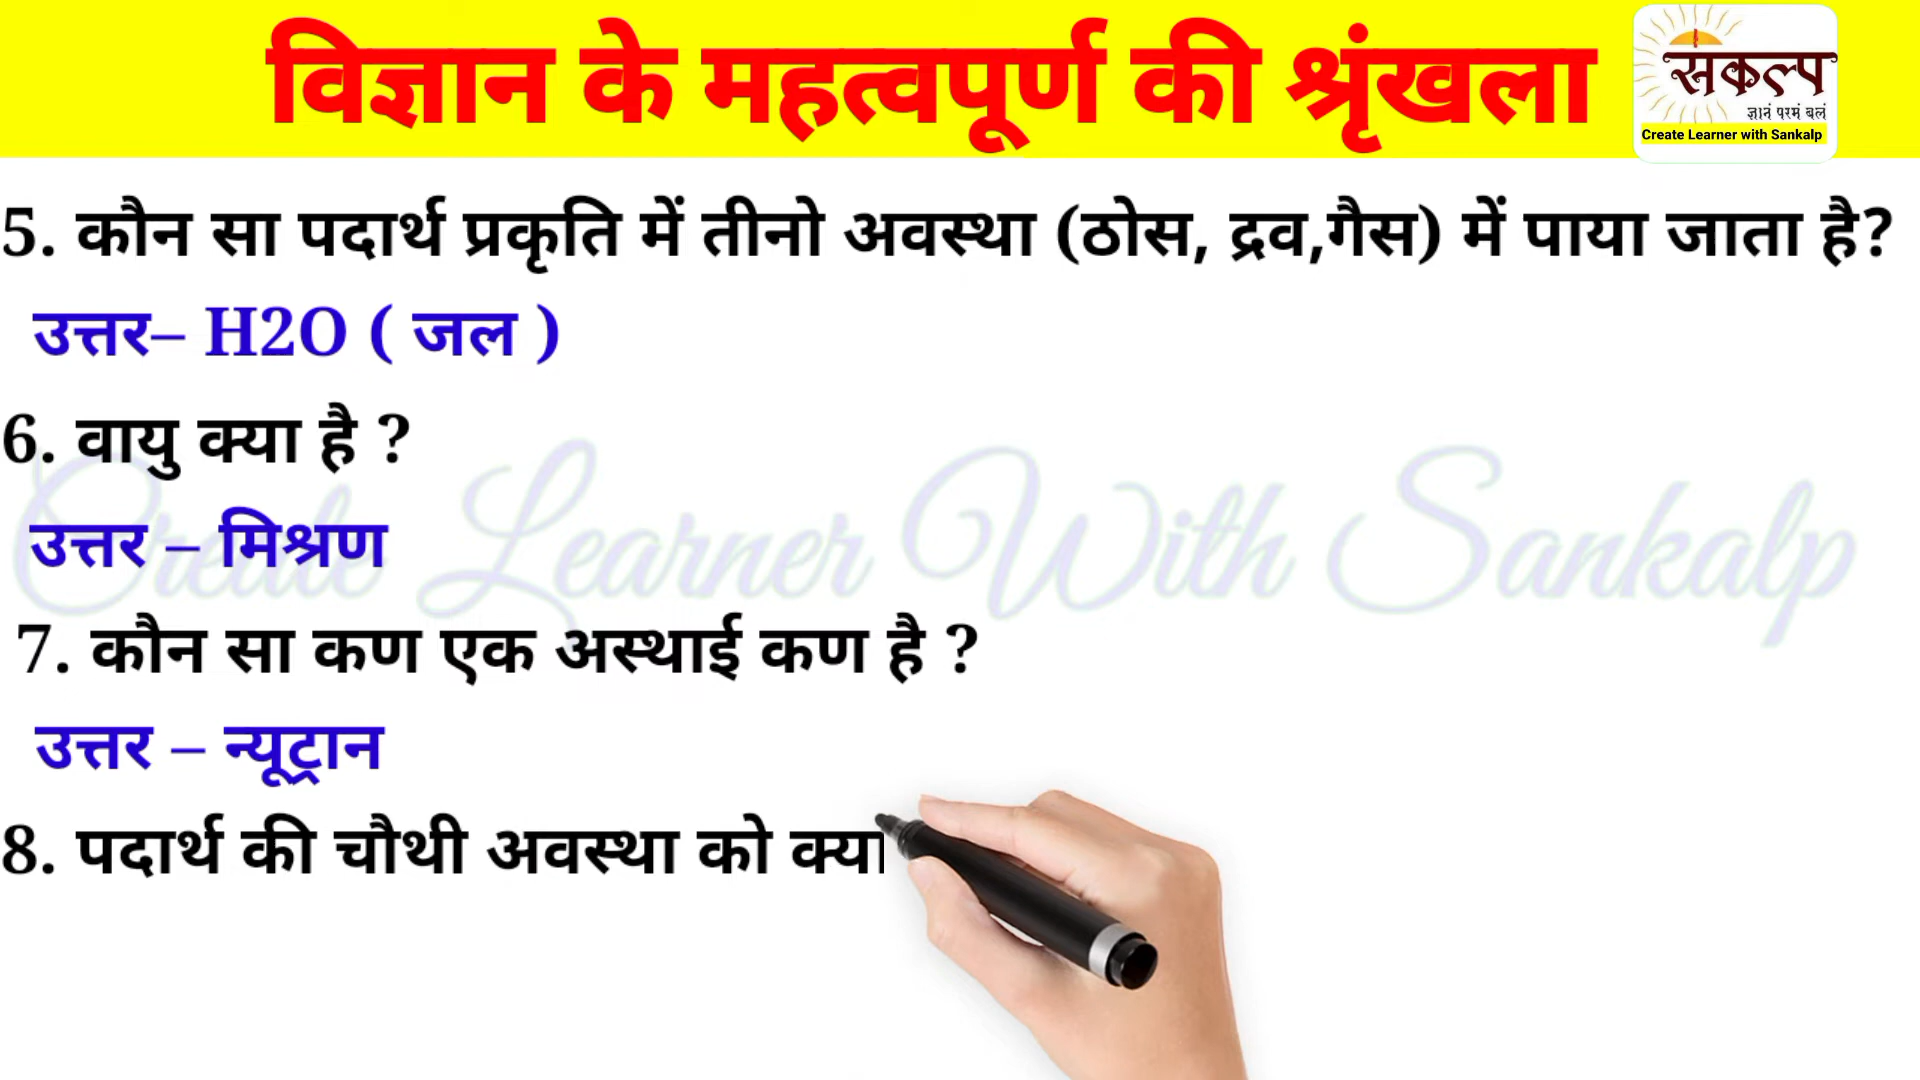 विज्ञान के महत्वपूर्ण की श्रृंखला
संकल्प
ज्ञानं परमं बलं
Create Learner with Sankalp
5. कौन सा पदार्थ प्रकृति में तीनो अवस्था (ठोस, द्रव,गैस) में पाया जाता है?
उत्तर– H2O ( जल )
6. वायु क्या है ?
उत्तर – मिश्रण
Create Learner With Sankalp
7. कौन सा कण एक अस्थाई कण है ?
उत्तर – न्यूट्रान
8. पदार्थ की चौथी अवस्था को क्या